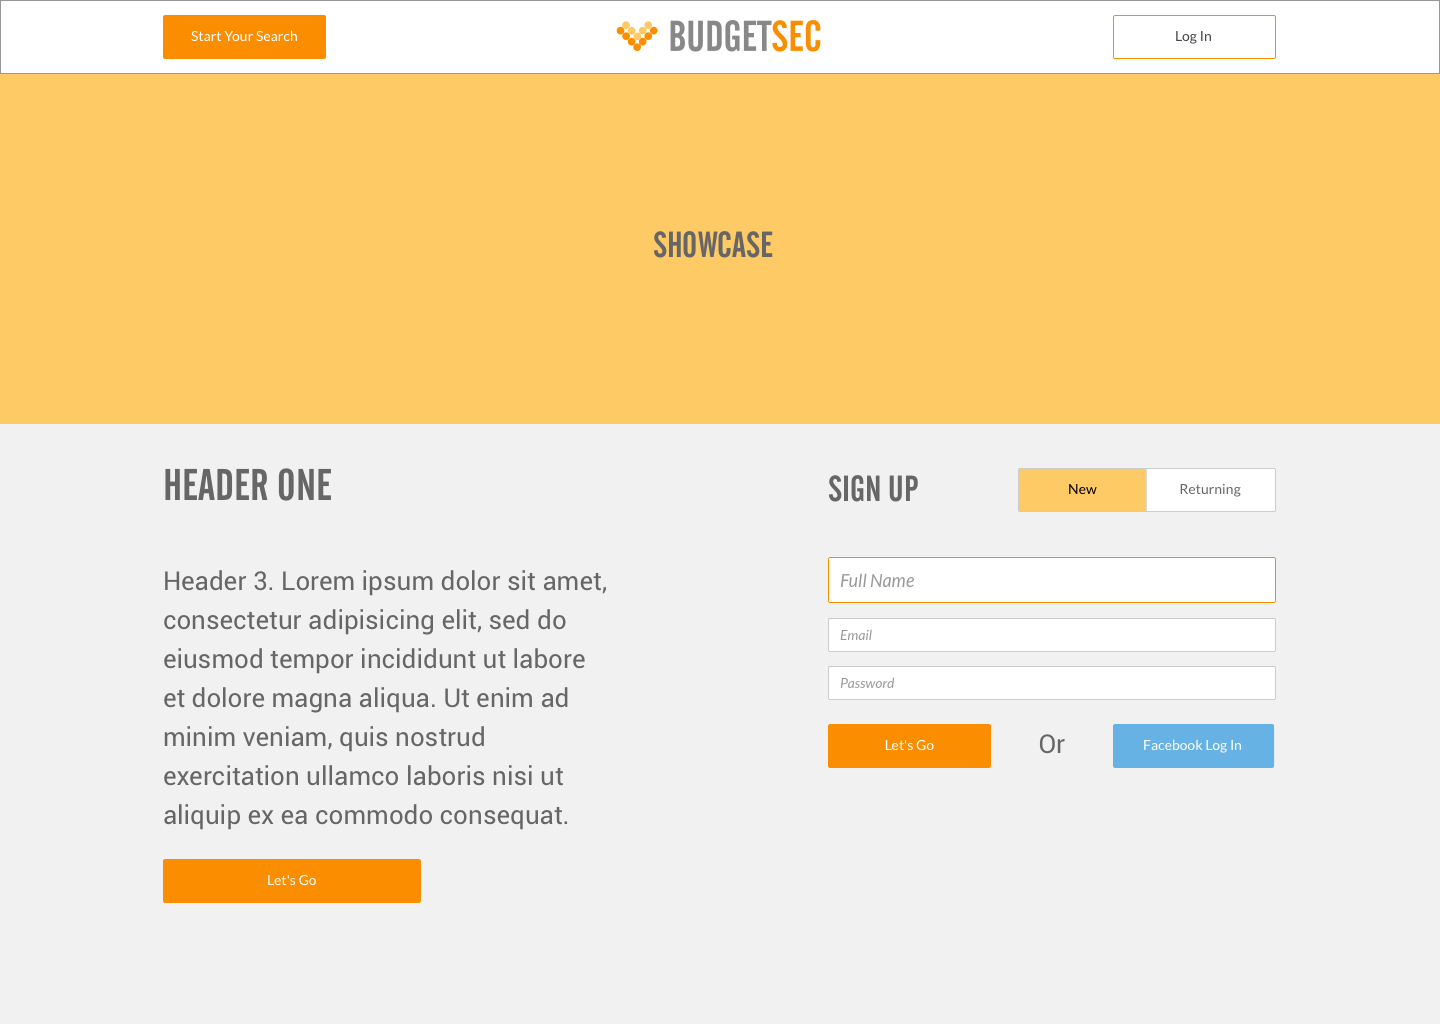 Start Your Search
BUDGETSEC
Log In
SHOWCASE
HEADER ONE
Header 3. Lorem ipsum dolor sit amet,
consectetur adipisicing elit, sed do
eiusmod tempor incididunt ut labore
et dolore magna aliqua. Ut enim ad
minim veniam, quis nostrud
exercitation ullamco laboris nisi ut
aliquip ex ea commodo consequat.
Let's Go
SIGN UP
New
Returning
Full Name
Email
Password
Let's Go
Or
Facebook Log In